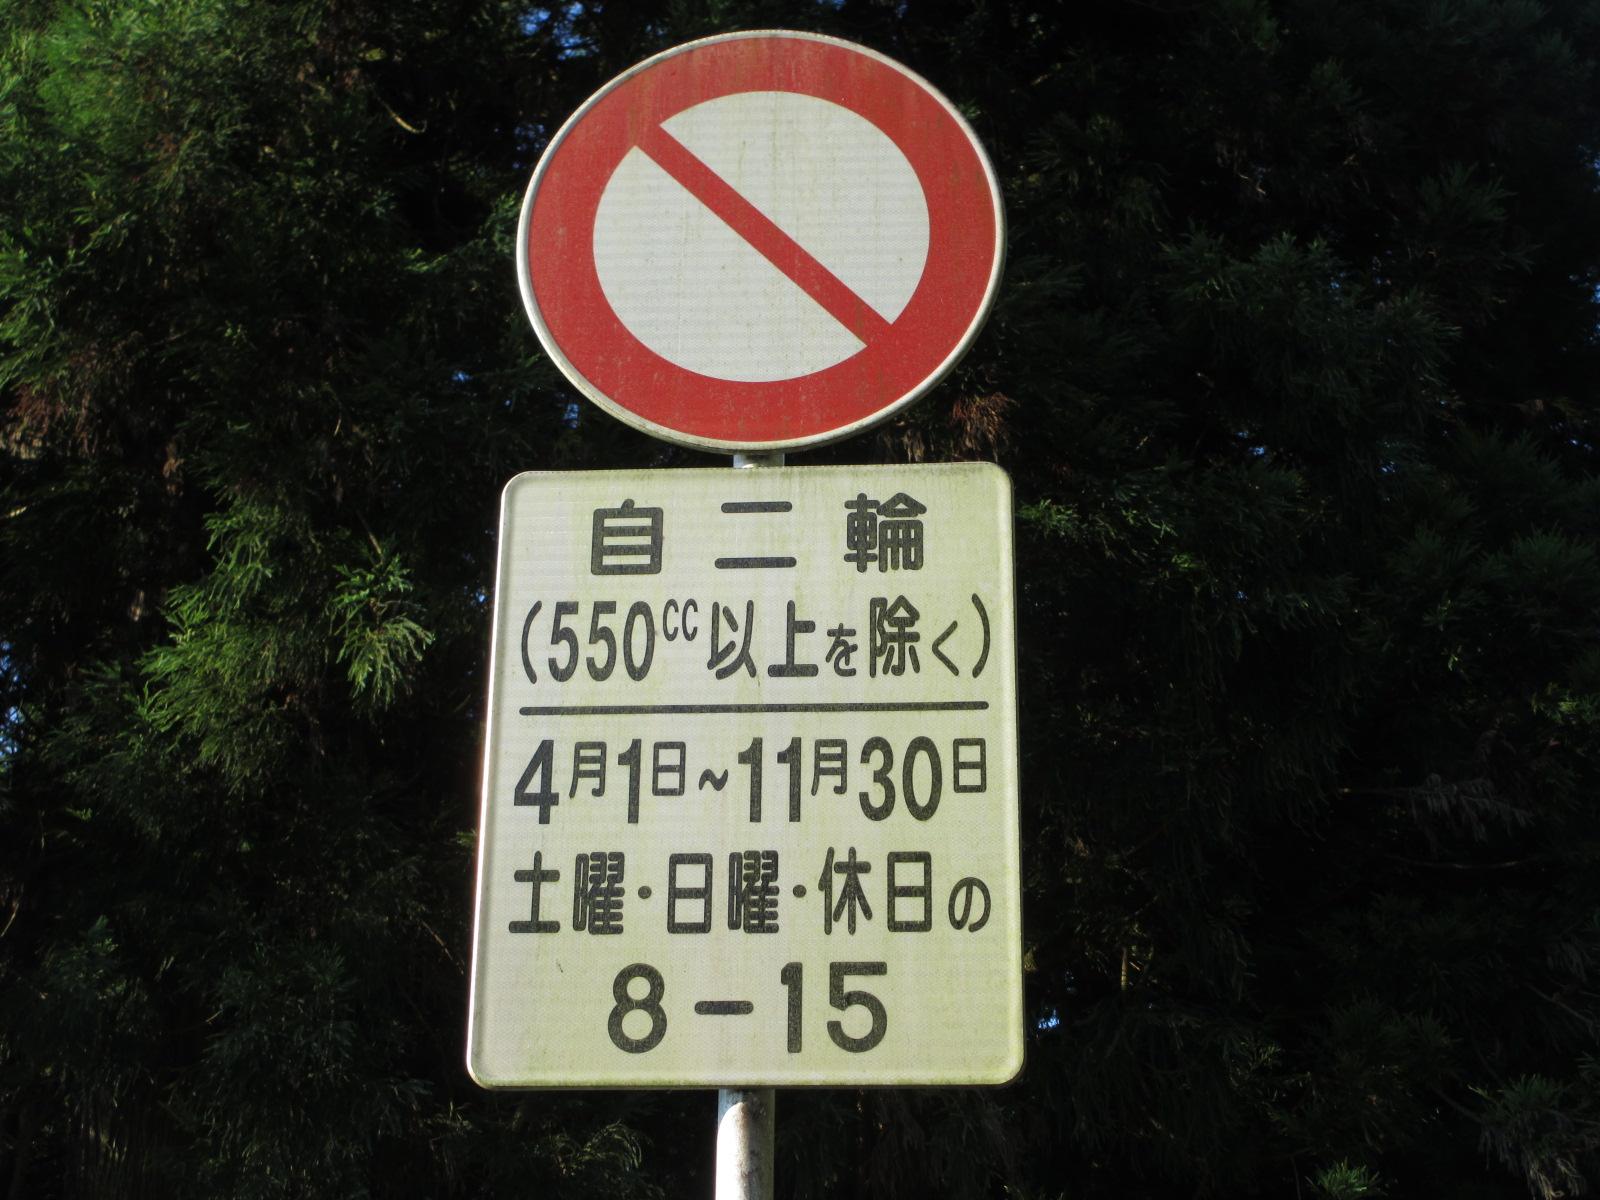 自二輪
(550cc以上を除く)
4月1日~11月30日
土曜・日曜・休日の
8-15